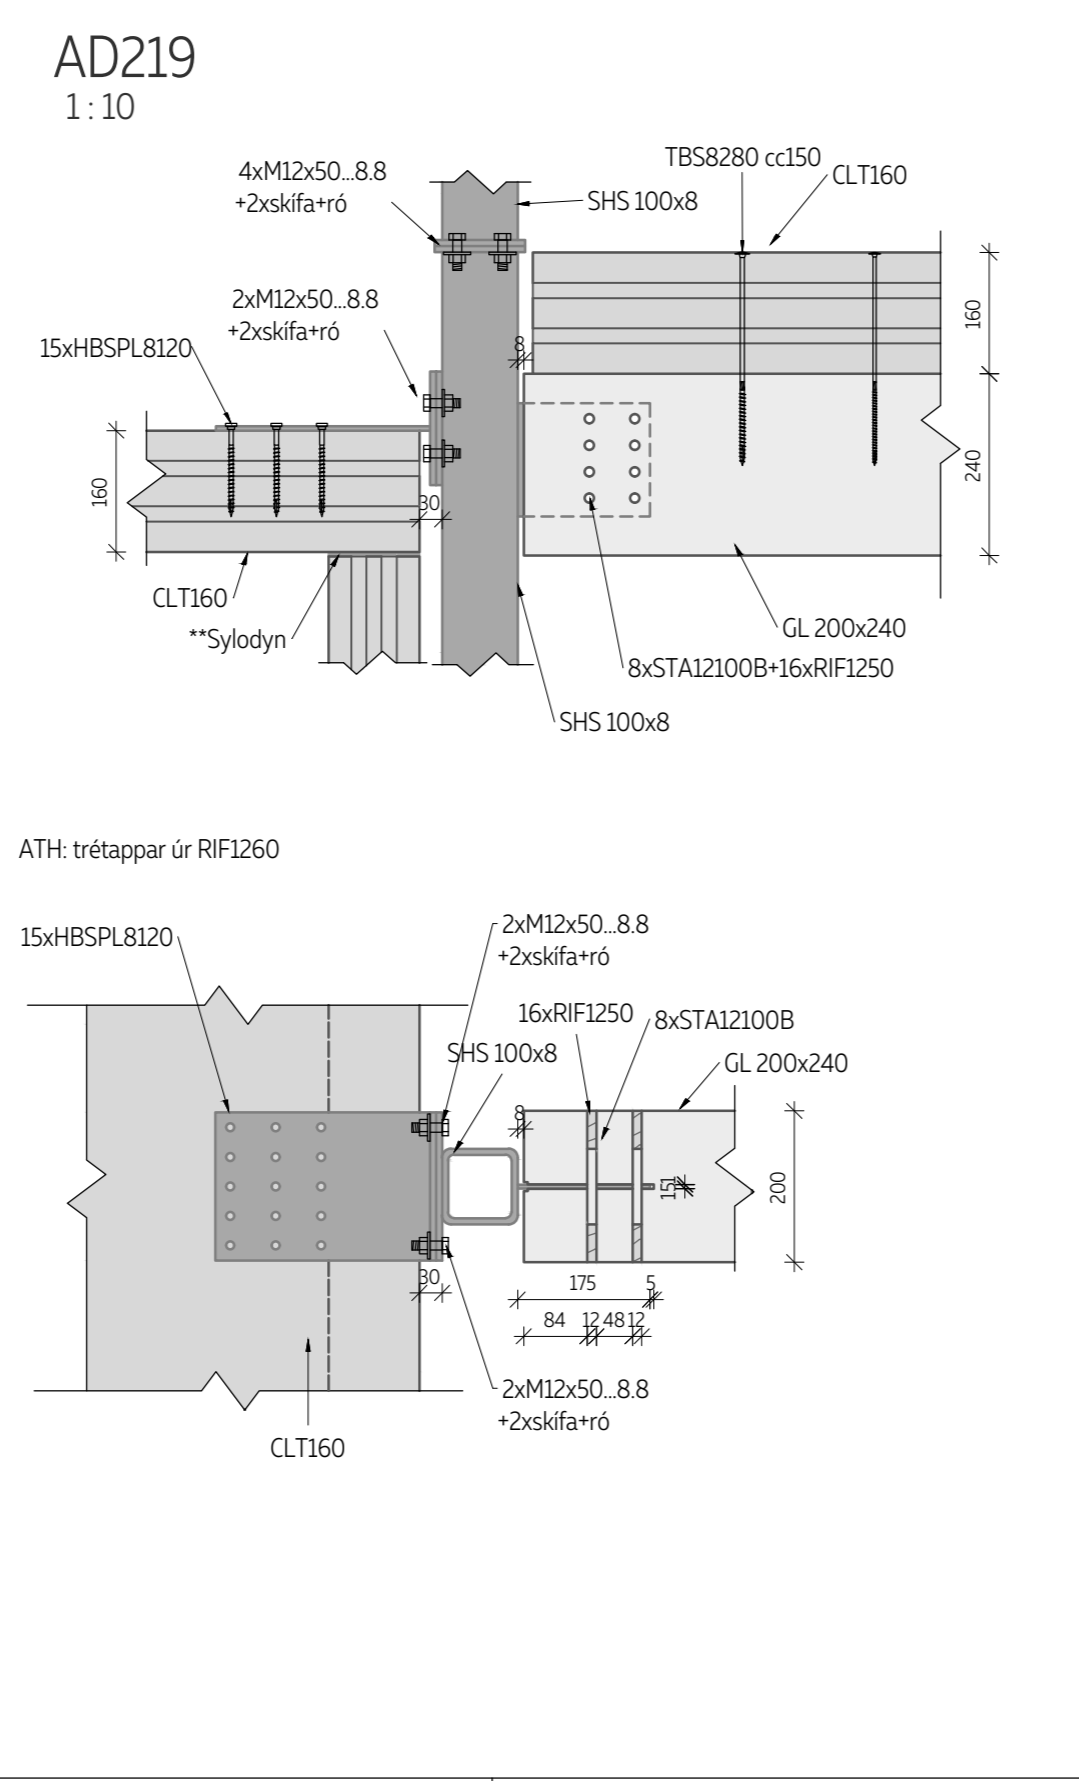 AD219
1 : 10
4xM12x50...8.8
+2xskífa+ró
SHS 100x8
TBS8280 cc150
CLT160
2xM12x50...8.8
+2xskífa+ró
15xHBSPL8120
8
160
160
30
240
CLT160
**Sylodyn
GL 200x240
8xSTA12100B+16xRIF1250
SHS 100x8
ATH: trétappar úr RIF1260
15xHBSPL8120
2xM12x50...8.8
+2xskífa+ró
16xRIF1250
8xSTA12100B
SHS 100x8
GL 200x240
8
200
30
175
5
84
12
48
12
2xM12x50...8.8
+2xskífa+ró
CLT160